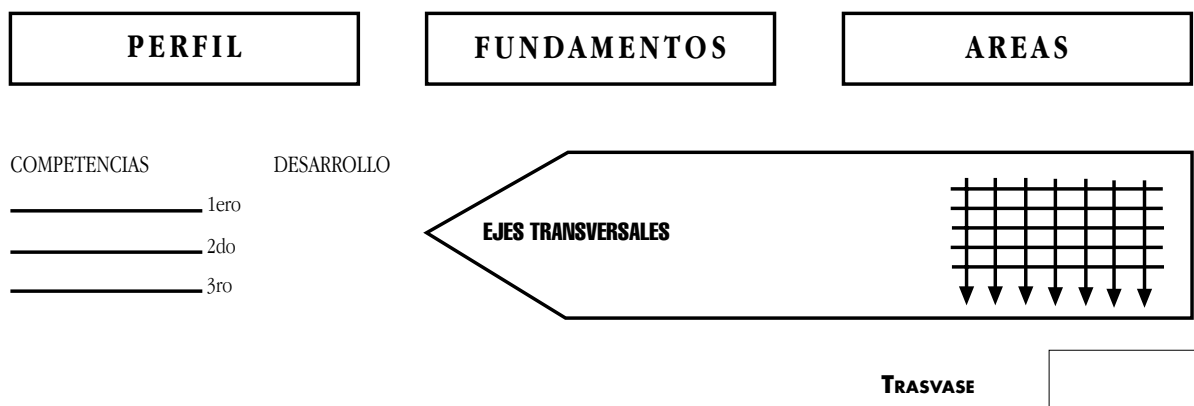 PERFIL
FUNDAMENTOS
AREAS
COMPETENCIAS DESARROLLO
1ero
2do
3ro
EJES TRANSVERSALES
TRASVASE